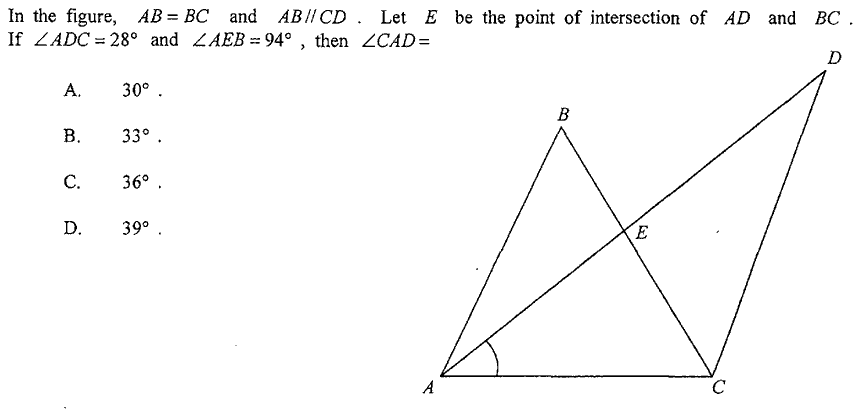 In the figure, AB = BC and AB // CD . Let E be the point of intersection of AD and BC .
If ∠ADC = 28° and ∠AEB = 94° , then ∠CAD =
A. 30° .
B. 33° .
C. 36° .
D. 39° .
D
B
E
A
C